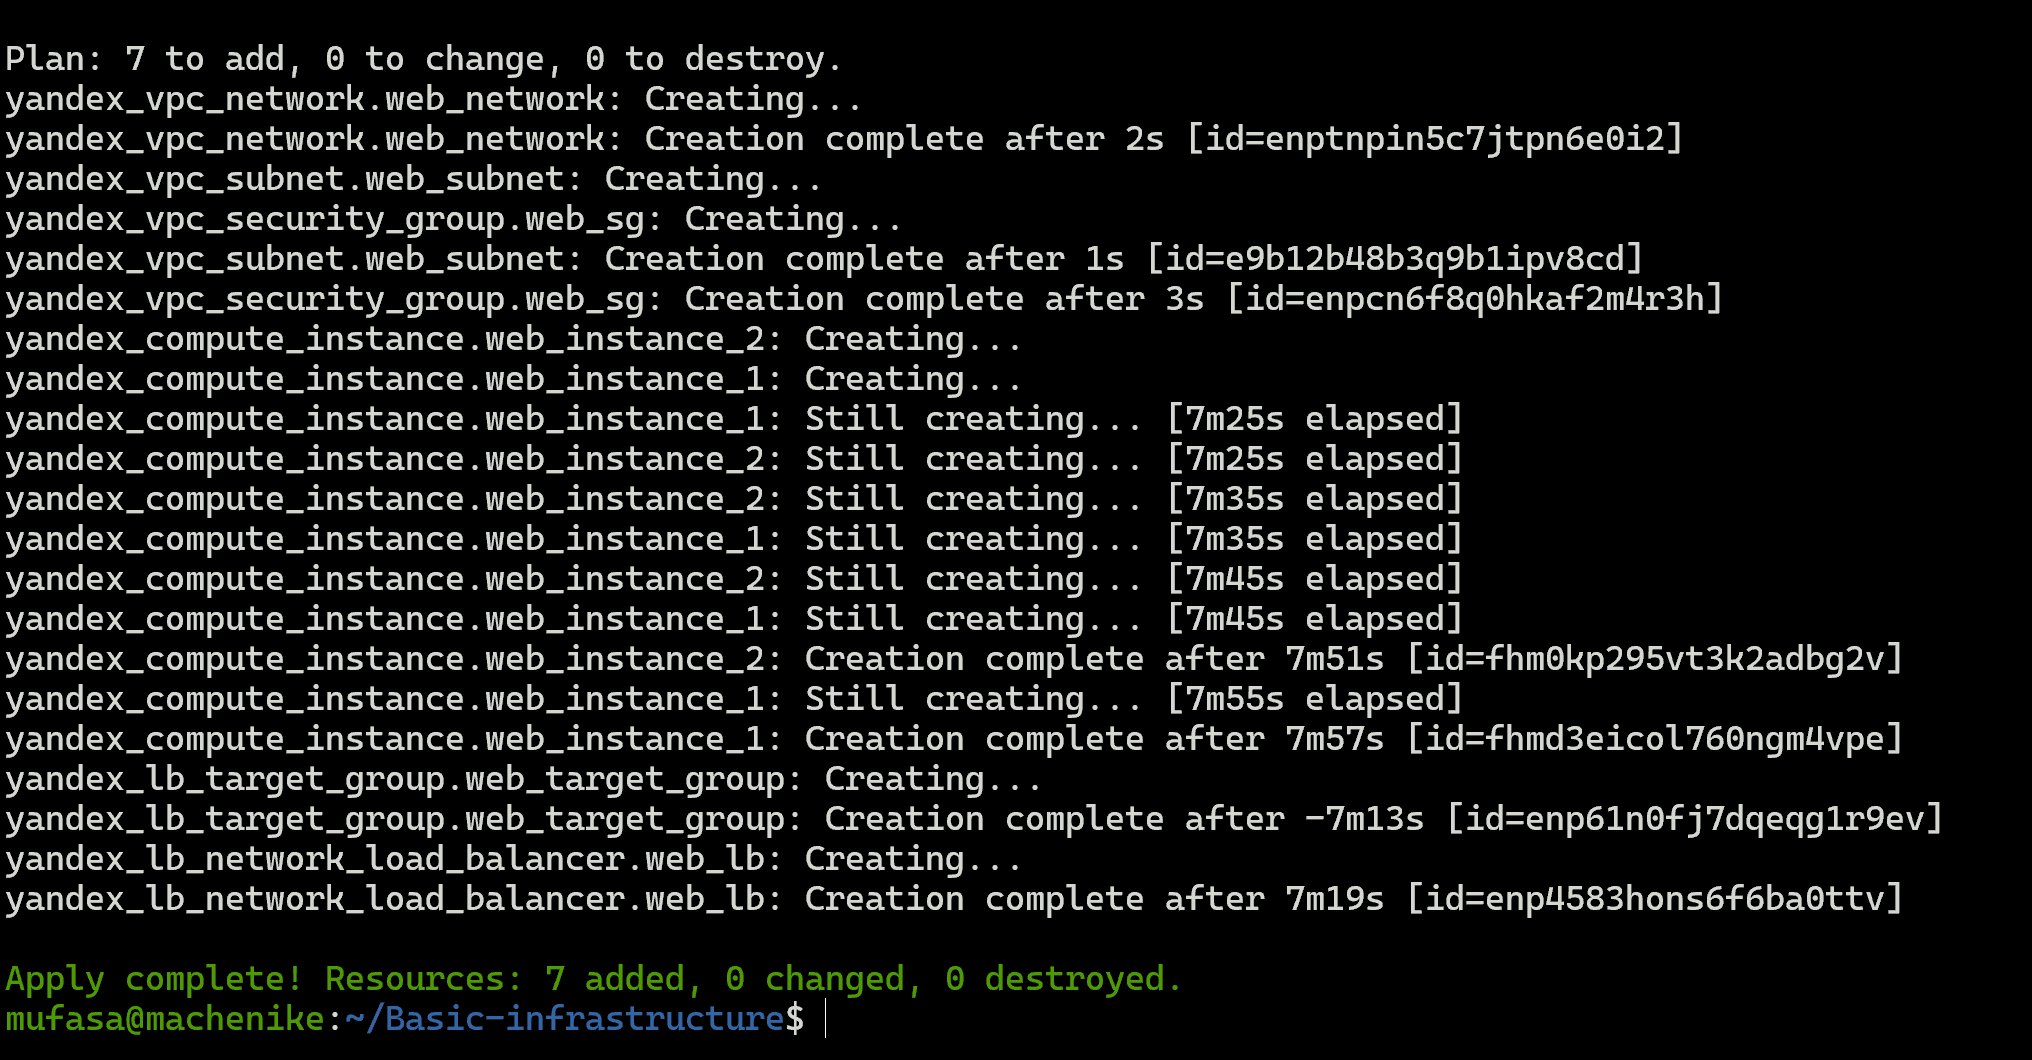 Plan: 7 to add, 0 to change, 0 to destroy.
yandex_vpc_network.web_network: Creating...
yandex_vpc_network.web_network: Creation complete after 2s [id=enptnpin5c7jtpn6e0i2]
yandex_vpc_subnet.web_subnet: Creating...
yandex_vpc_security_group.web_sg: Creating...
yandex_vpc_subnet.web_subnet: Creation complete after 1s [id=e9b12b48b3q9b1ipv8cd]
yandex_vpc_security_group.web_sg: Creation complete after 3s [id=enpcn6f8q0hkaf2m4r3h]
yandex_compute_instance.web_instance_2: Creating...
yandex_compute_instance.web_instance_1: Creating...
yandex_compute_instance.web_instance_1: Still creating... [7m25s elapsed]
yandex_compute_instance.web_instance_2: Still creating... [7m25s elapsed]
yandex_compute_instance.web_instance_2: Still creating... [7m35s elapsed]
yandex_compute_instance.web_instance_1: Still creating... [7m35s elapsed]
yandex_compute_instance.web_instance_2: Still creating... [7m45s elapsed]
yandex_compute_instance.web_instance_1: Still creating... [7m45s elapsed]
yandex_compute_instance.web_instance_2: Creation complete after 7m51s [id=fhm0kp295vt3k2adbg2v]
yandex_compute_instance.web_instance_1: Still creating... [7m55s elapsed]
yandex_compute_instance.web_instance_1: Creation complete after 7m57s [id=fhmd3eicol760ngm4vpe]
yandex_lb_target_group.web_target_group: Creating...
yandex_lb_target_group.web_target_group: Creation complete after -7m13s [id=enp61n0fj7dqeqg1r9ev]
yandex_lb_network_load_balancer.web_lb: Creating...
yandex_lb_network_load_balancer.web_lb: Creation complete after 7m19s [id=enp4583hons6f6ba0ttv]
Apply complete! Resources: 7 added, 0 changed, 0 destroyed.
mufasa@machenike:~/Basic-infrastructure$